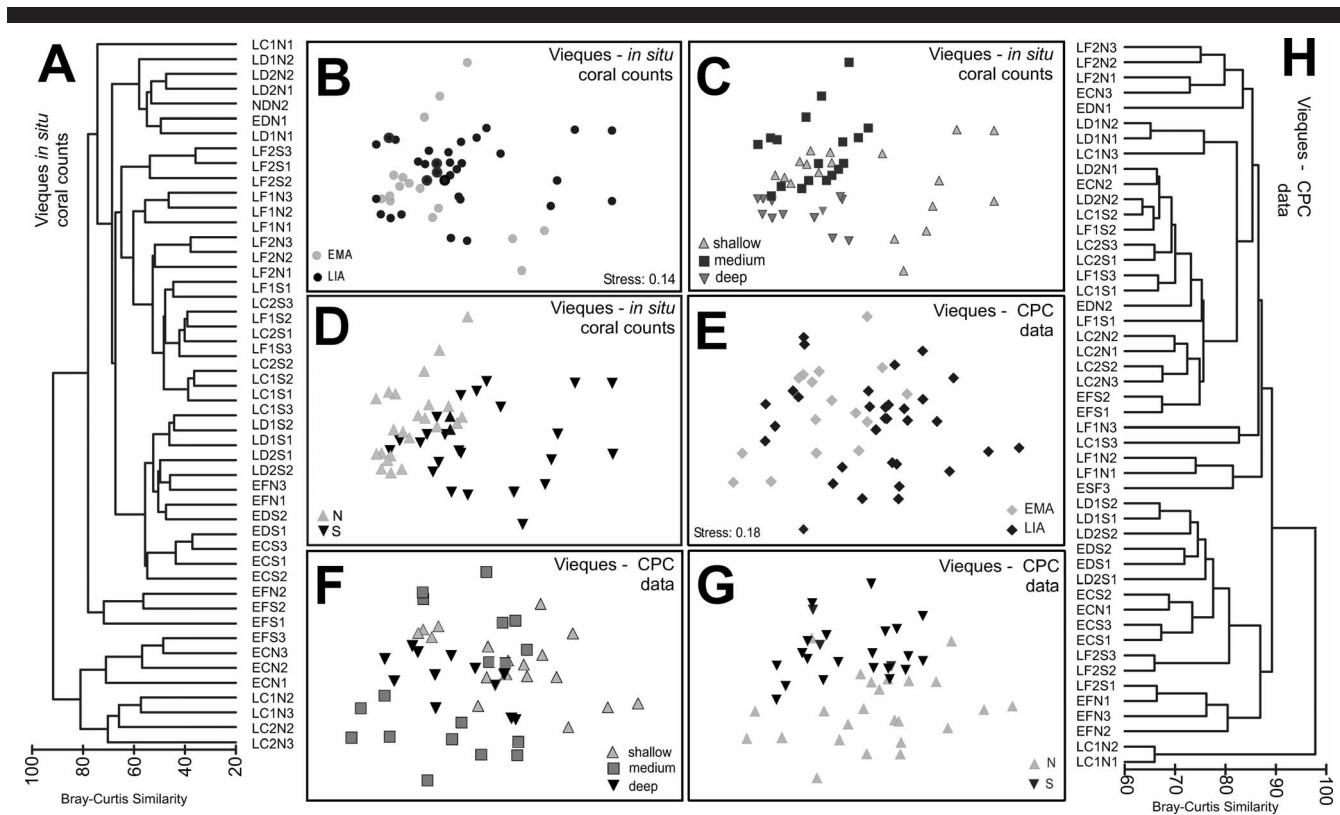 A
Vieques in situ
coral counts
LC1N1
LD1N2
LD2N2
LD2N1
NDN2
EDN1
LD1N1
LF2S3
LF2S1
LF2S2
LF1N3
LF1N2
LF1N1
LF2N3
LF2N2
LF2N1
LF1S1
LC2S3
LF1S2
LC2S1
LF1S3
LC2S2
LC1S2
LC1S1
LC1S3
LD1S2
LD1S1
LD2S1
LD2S2
EFN3
EFN1
EDS2
EDS1
ECS3
ECS1
ECS2
EFN2
EFS2
EFS1
EFS3
ECN3
ECN2
ECN1
LC1N2
LC1N3
LC2N2
LC2N3
100 80 60 40 20
Bray-Curtis Similarity
B
Vieques - in situ
coral counts
EMA
LIA
Stress: 0.14
C
Vieques - in situ
coral counts
shallow
medium
deep
D
Vieques - in situ
coral counts
N
S
E
Vieques - CPC
data
EMA
LIA
Stress: 0.18
F
Vieques - CPC
data
shallow
medium
deep
G
Vieques - CPC
data
N
S
H
Vieques - CPC
data
LF2N3
LF2N2
LF2N1
ECN3
EDN1
LD1N2
LD1N1
LC1N3
LD2N1
ECN2
LD2N2
LC1S2
LF1S2
LC2S3
LC2S1
LF1S3
LC1S1
EDN2
LF1S1
LC2N2
LC2N1
LC2S2
LC2N3
EFS2
EFS1
LF1N3
LC1S3
LF1N2
LF1N1
ESF3
LD1S2
LD1S1
LD2S2
EDS2
EDS1
LD2S1
ECS2
ECN1
ECS3
ECS1
LF2S3
LF2S2
LF2S1
EFN1
EFN3
EFN2
LC1N2
LC1N1
60 70 80 90 100
Bray-Curtis Similarity